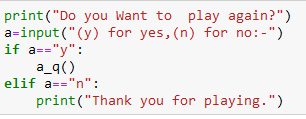 print("Do you Want to  play again?")
a=input("(y) for yes,(n) for no:-")
if a=="y":
    a_q()
elif a=="n":
    print("Thank you for playing.")